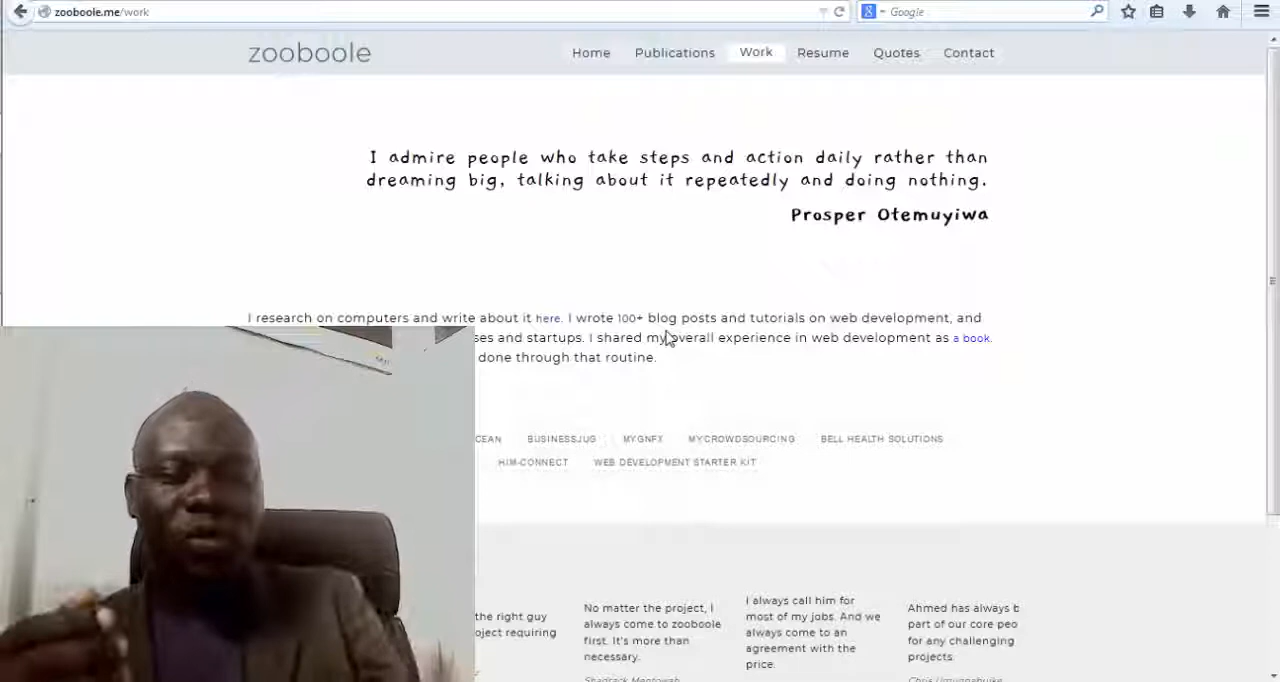 zooboole.me/work
Google
zooboole
Home Publications Work Resume Quotes Contact
I admire people who take steps and action daily rather than
dreaming big, talking about it repeatedly and doing nothing.
Prosper Otemuyiwa
I research on computers and write about it here. I wrote 100+ blog posts and tutorials on web development, and
ses and startups. I shared my overall experience in web development as a book.
done through that routine.
CEAN BUSINESSJUG MYGNFX MYCROWDSOURCING BELL HEALTH SOLUTIONS
HIM-CONNECT WEB DEVELOPMENT STARTER KIT
the right guy
oject requiring
No matter the project, I
always come to zooboole
first. It's more than
necessary.
I always call him for
most of my jobs. And we
always come to an
agreement with the
price.
Ahmed has always b
part of our core peo
for any challenging
projects.